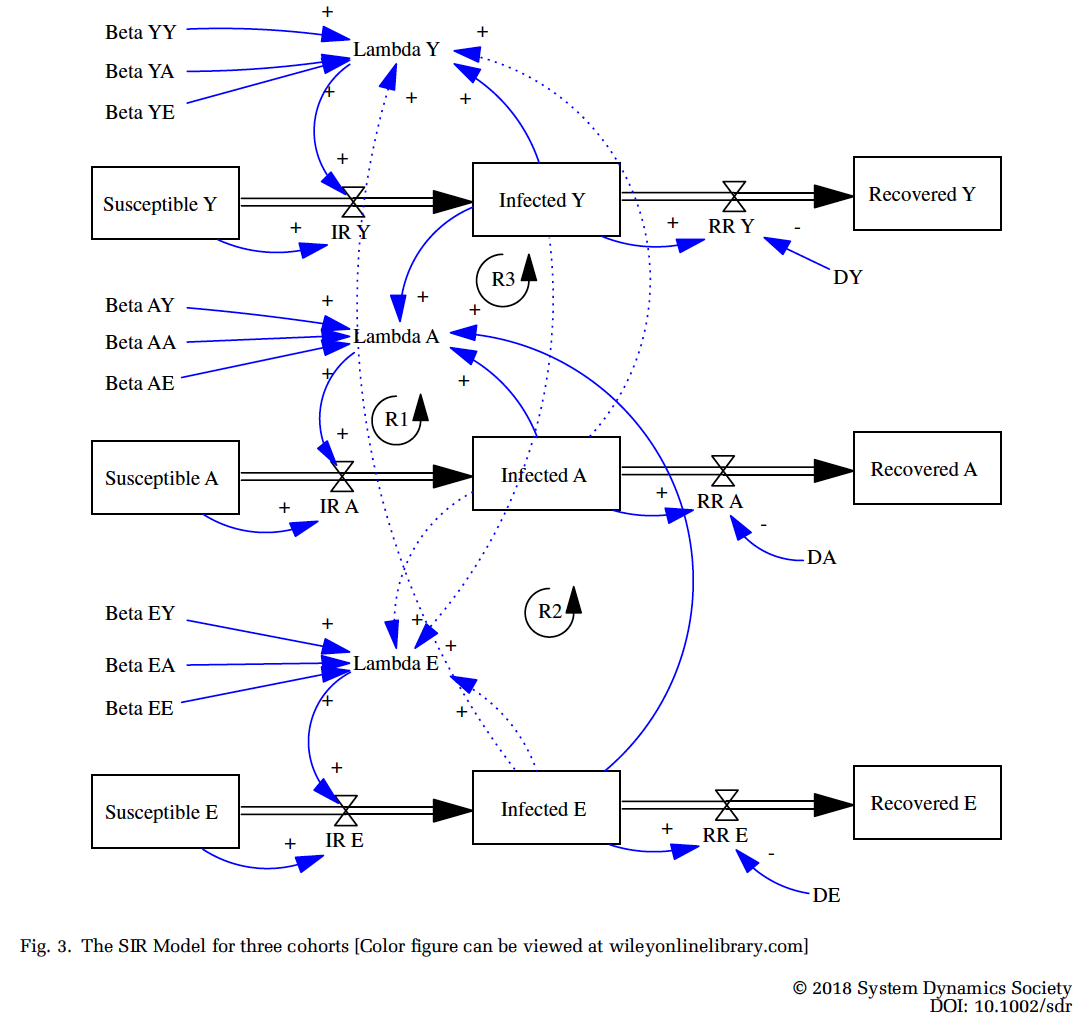 +
Beta YY
Lambda Y
+
Beta YA
+
+
+
Beta YE
+
Susceptible Y
Infected Y
Recovered Y
+
IR Y
+
RR Y
-
DY
R3
Beta AY
+
+
+
Beta AA
Lambda A
Beta AE
+
+
R1
+
Susceptible A
Infected A
Recovered A
+
IR A
+
RR A
-
DA
Beta EY
+
+
R2
+
Beta EA
Lambda E
Beta EE
+
+
+
Susceptible E
Infected E
Recovered E
+
IR E
+
RR E
-
DE
Fig. 3. The SIR Model for three cohorts [Color figure can be viewed at wileyonlinelibrary.com]
© 2018 System Dynamics Society
DOI: 10.1002/sdr